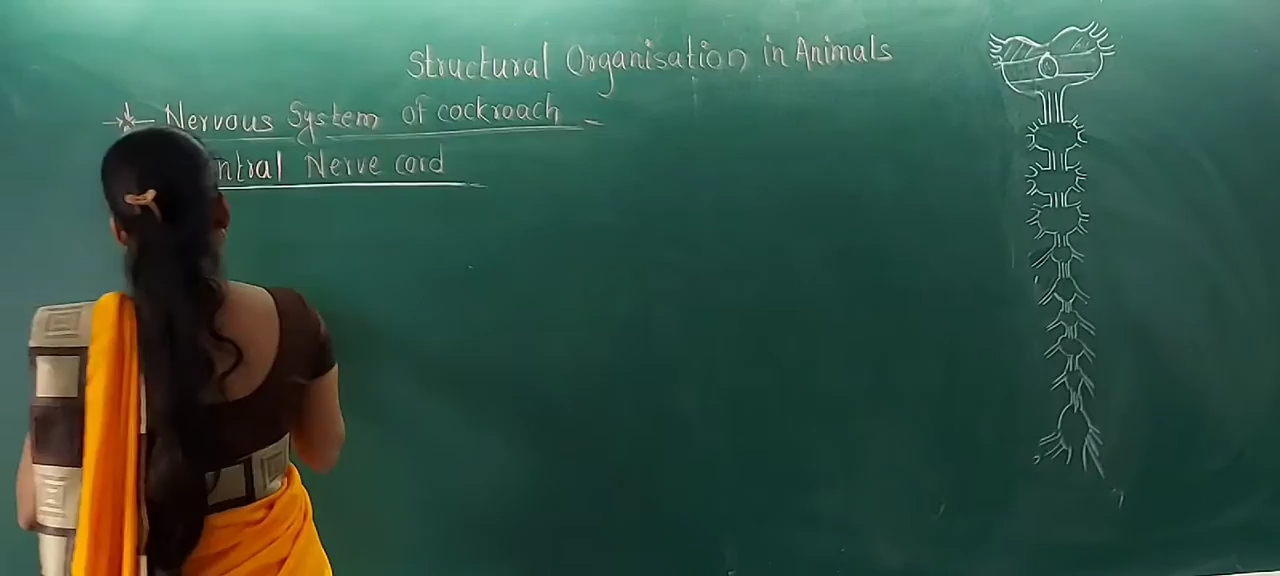 Structural Organisation in Animals
Nervous System of cockroach
ntral Nerve cord